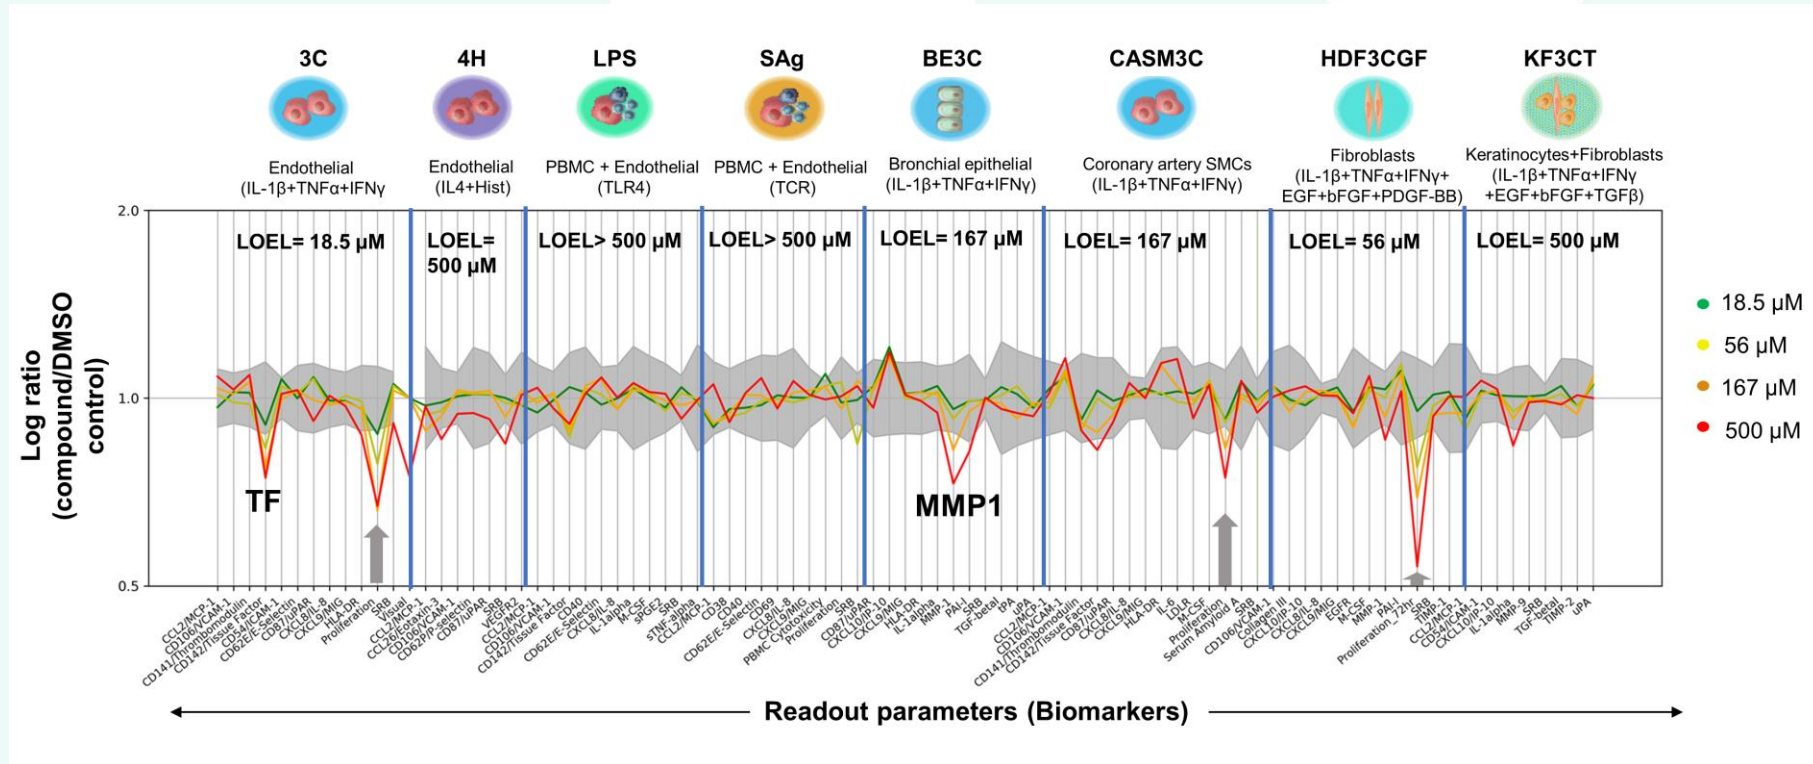 3C
4H
LPS
SAg
BE3C
CASM3C
HDF3CGF
KF3CT
Endothelial
(IL-1β+TNFα+IFNγ
Endothelial
(IL4+Hist)
PBMC + Endothelial
(TLR4)
PBMC + Endothelial
(TCR)
Bronchial epithelial
(IL-1β+TNFα+IFNγ)
Coronary artery SMCs
(IL-1β+TNFα+IFNγ)
Fibroblasts
(IL-1β+TNFα+IFNγ+
EGF+bFGF+PDGF-BB)
Keratinocytes+Fibroblasts
(IL-1β+TNFα+IFNγ
+EGF+bFGF+TGFβ)
2.0
1.0
0.5
Log ratio
(compound/DMSO
control)
LOEL= 18.5 µM
LOEL=
500 µM
LOEL> 500 µM
LOEL> 500 µM
LOEL= 167 µM
LOEL= 167 µM
LOEL= 56 µM
LOEL= 500 µM
TF
MMP1
18.5 µM
56 µM
167 µM
500 µM
CCL2/MCP-1
CD106/VCAM-1
CD141/Thrombomodulin
CD142/Tissue Factor
CD54/ICAM-1
CD62E/E-Selectin
CD87/uPAR
CXCL8/IL-8
CXCL9/MIG
HLA-DR
Proliferation
SRB
Visual
CCL2/MCP-1
CCL26/Eotaxin-3
CD106/VCAM-1
CD62P/P-selectin
CD87/uPAR
SRB
VEGFR2
CCL2/MCP-1
CD106/VCAM-1
CD142/Tissue Factor
CD40
CD62E/E-Selectin
CXCL8/IL-8
IL-1alpha
M-CSF
sPGE2
SRB
sTNF-alpha
CCL2/MCP-1
CD38
CD40
CD62E/E-Selectin
CD69
CXCL8/IL-8
CXCL9/MIG
PBMC Cytotoxicity
Proliferation
SRB
CD87/uPAR
CXCL10/IP-10
CXCL9/MIG
HLA-DR
IL-1alpha
MMP-1
PAI-I
SRB
TGF-betaI
tPA
uPA
CCL2/MCP-1
CD106/VCAM-1
CD141/Thrombomodulin
CD142/Tissue Factor
CD87/uPAR
CXCL8/IL-8
CXCL9/MIG
HLA-DR
IL-6
LDLR
M-CSF
Proliferation
Serum Amyloid A
SRB
CD106/VCAM-1
Collagen III
CXCL10/IP-10
CXCL8/IL-8
CXCL9/MIG
EGFR
M-CSF
MMP-1
PAI-I
Proliferation_72hr
SRB
TIMP-1
CCL2/MCP-1
CD54/ICAM-1
CXCL10/IP-10
IL-1alpha
MMP-9
SRB
TGF-betaI
TIMP-2
uPA
Readout parameters (Biomarkers)